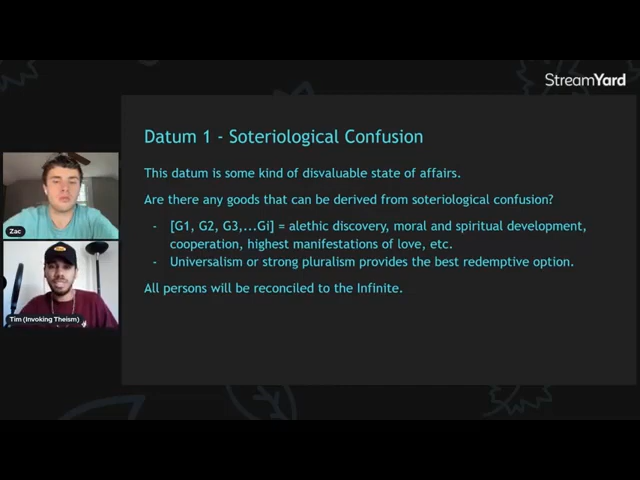 StreamYard
Datum 1 - Soteriological Confusion
This datum is some kind of disvaluable state of affairs.
Are there any goods that can be derived from soteriological confusion?
- [G1, G2, G3,...Gi] = alethic discovery, moral and spiritual development,
cooperation, highest manifestations of love, etc.
- Universalism or strong pluralism provides the best redemptive option.
All persons will be reconciled to the Infinite.
Zac
Tim (Invoking Theism)